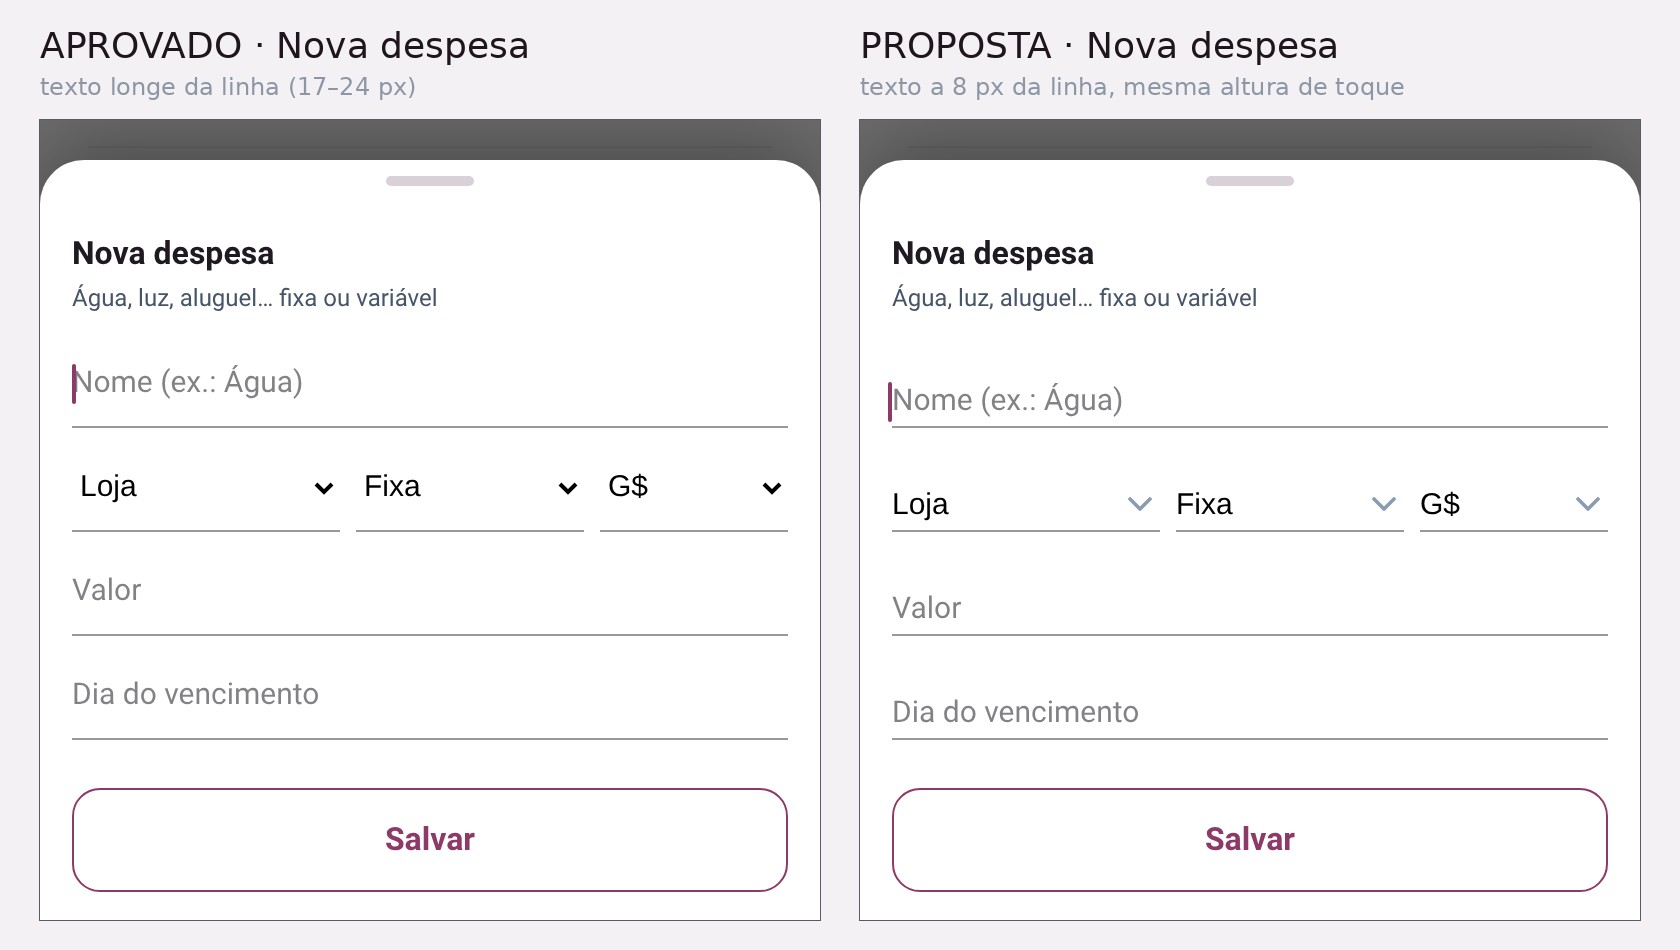 APROVADO · Nova despesa
texto longe da linha (17–24 px)
Nova despesa
Água, luz, aluguel… fixa ou variável
Nome (ex.: Água)
Loja
Fixa
G$
Valor
Dia do vencimento
Salvar
PROPOSTA · Nova despesa
texto a 8 px da linha, mesma altura de toque
Nova despesa
Água, luz, aluguel… fixa ou variável
Nome (ex.: Água)
Loja
Fixa
G$
Valor
Dia do vencimento
Salvar